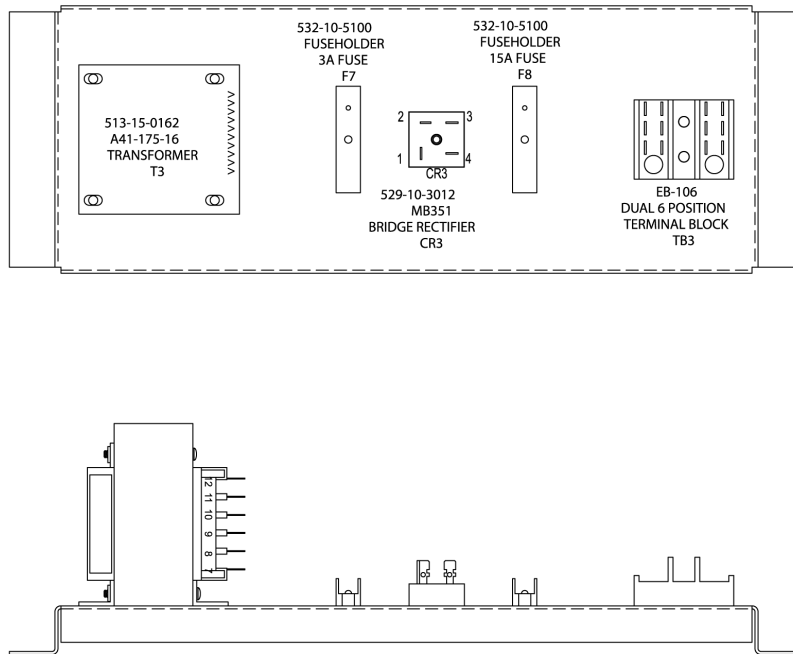 532-10-5100
FUSEHOLDER
3A FUSE
F7
532-10-5100
FUSEHOLDER
15A FUSE
F8
513-15-0162
A41-175-16
TRANSFORMER
T3
2 3
1 4
CR3
529-10-3012
MB351
BRIDGE RECTIFIER
CR3
EB-106
DUAL 6 POSITION
TERMINAL BLOCK
TB3
12
11
10
9
8
7